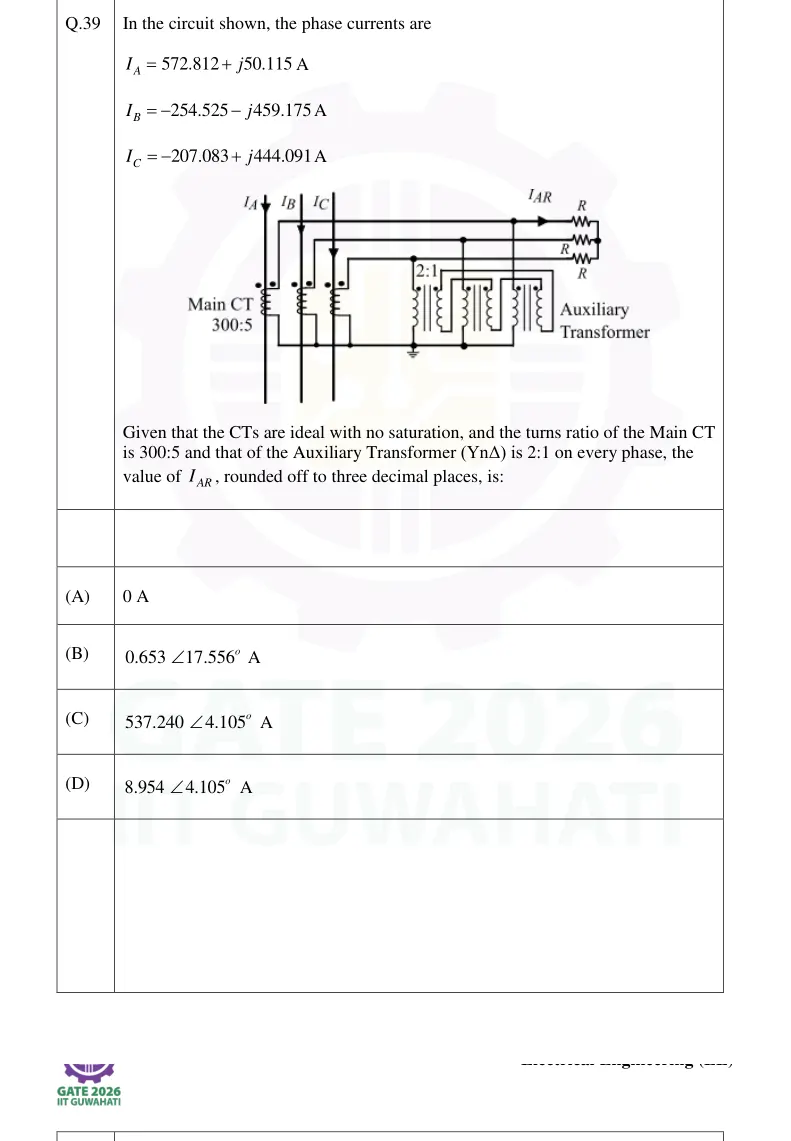 Q.39 In the circuit shown, the phase currents are
I_A = 572.812 + j50.115 A
I_B = −254.525 − j459.175 A
I_C = −207.083 + j444.091 A
I_A I_B I_C I_AR R
R
R
2:1
Main CT
300:5
Auxiliary
Transformer
Given that the CTs are ideal with no saturation, and the turns ratio of the Main CT
is 300:5 and that of the Auxiliary Transformer (YnΔ) is 2:1 on every phase, the
value of I_AR, rounded off to three decimal places, is:
(A) 0 A
(B) 0.653 ∠17.556° A
(C) 537.240 ∠4.105° A
(D) 8.954 ∠4.105° A
GATE 2026
IIT GUWAHATI
GATE 2026
IIT GUWAHATI